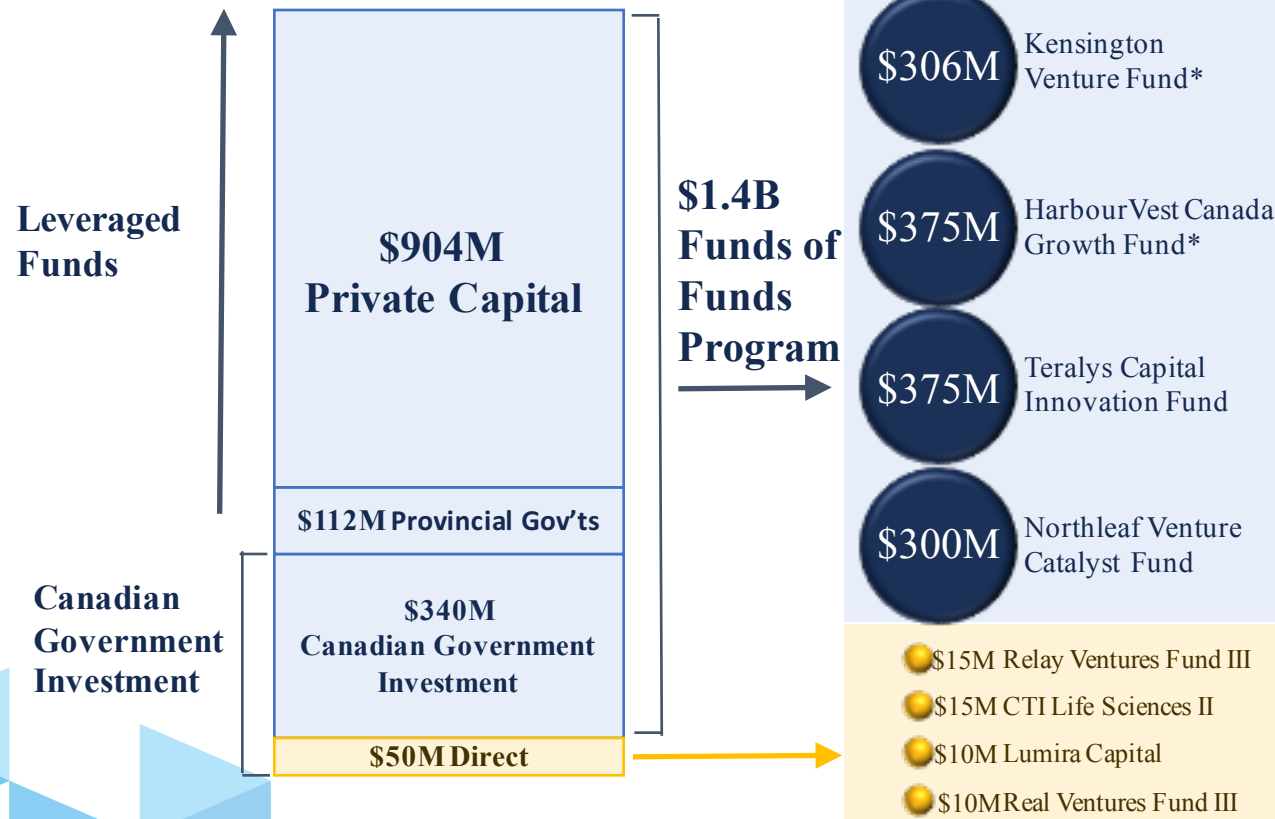 Leveraged
Funds
$904M
Private Capital
$112M Provincial Gov'ts
Canadian
Government
Investment
$340M
Canadian Government
Investment
$50M Direct
$1.4B
Funds of
Funds
Program
$306M
Kensington
Venture Fund*
$375M
HarbourVest Canada
Growth Fund*
$375M
Teralys Capital
Innovation Fund
$300M
Northleaf Venture
Catalyst Fund
$15M Relay Ventures Fund III
$15M CTI Life Sciences II
$10M Lumira Capital
$10M Real Ventures Fund III